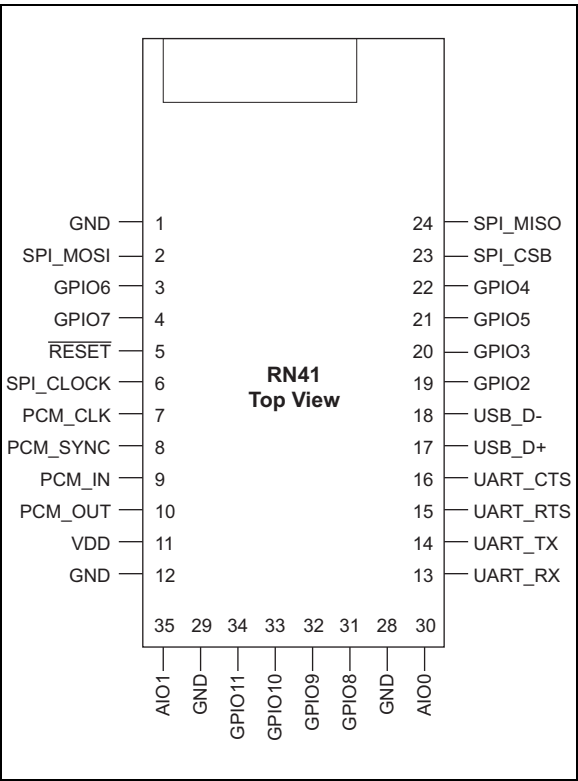 GND 1 24 SPI_MISO
SPI_MOSI 2 23 SPI_CSB
GPIO6 3 22 GPIO4
GPIO7 4 21 GPIO5
RESET 5 20 GPIO3
SPI_CLOCK 6 19 GPIO2
PCM_CLK 7 18 USB_D-
PCM_SYNC 8 17 USB_D+
PCM_IN 9 16 UART_CTS
PCM_OUT 10 15 UART_RTS
VDD 11 14 UART_TX
GND 12 13 UART_RX
RN41
Top View
35 29 34 33 32 31 28 30
AIO1 GND GPIO11 GPIO10 GPIO9 GPIO8 GND AIO0